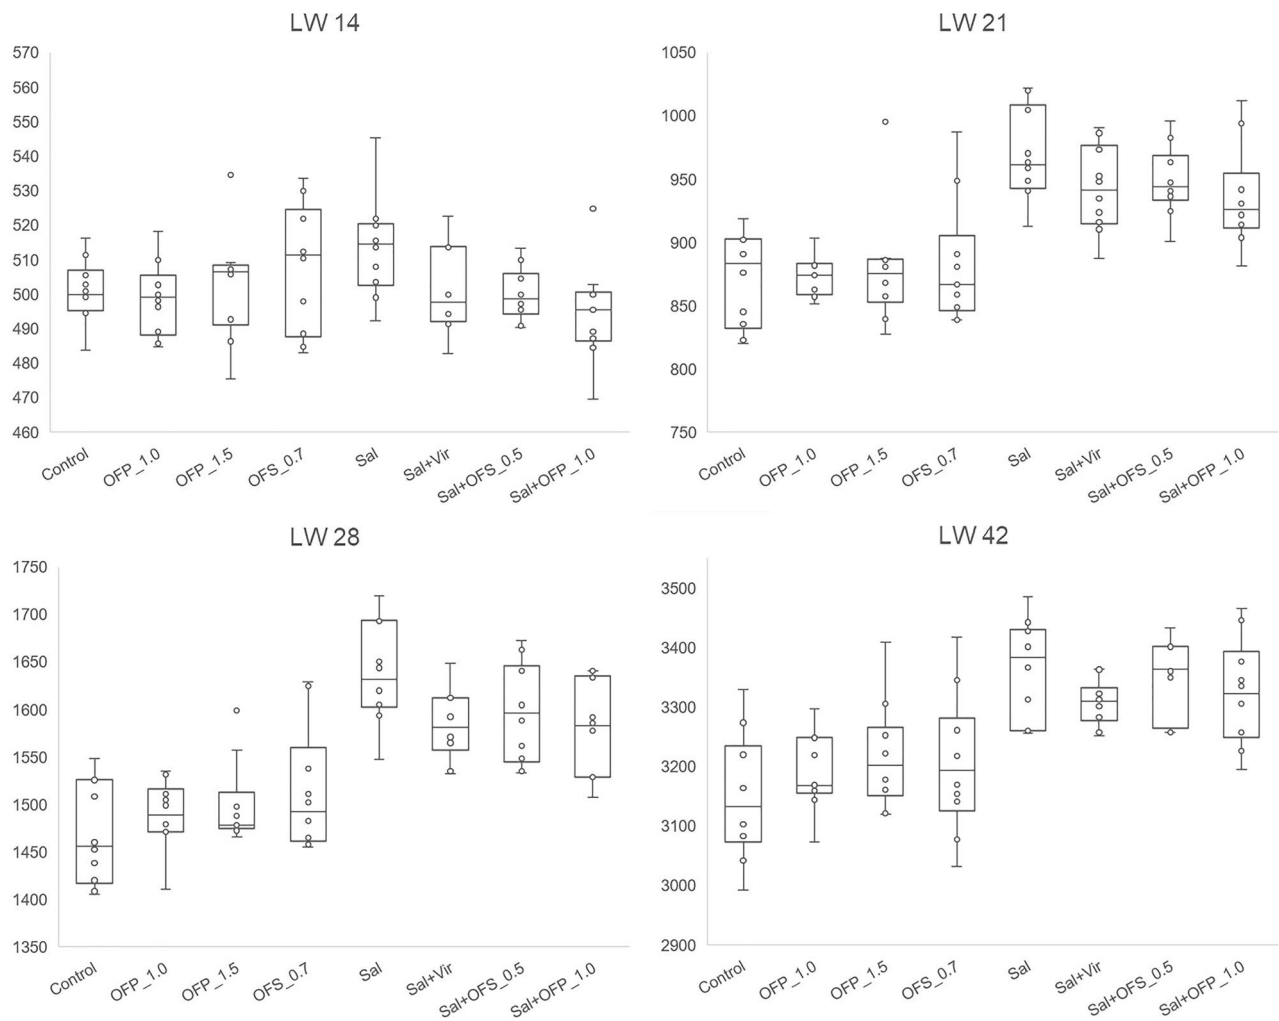 LW 14
570
560
550
540
530
520
510
500
490
480
470
460
Control
OFP_1.0
OFP_1.5
OFS_0.7
Sal
Sal+Vir
Sal+OFS_0.5
Sal+OFP_1.0
LW 21
1050
1000
950
900
850
800
750
Control
OFP_1.0
OFP_1.5
OFS_0.7
Sal
Sal+Vir
Sal+OFS_0.5
Sal+OFP_1.0
LW 28
1750
1700
1650
1600
1550
1500
1450
1400
1350
Control
OFP_1.0
OFP_1.5
OFS_0.7
Sal
Sal+Vir
Sal+OFS_0.5
Sal+OFP_1.0
LW 42
3500
3400
3300
3200
3100
3000
2900
Control
OFP_1.0
OFP_1.5
OFS_0.7
Sal
Sal+Vir
Sal+OFS_0.5
Sal+OFP_1.0